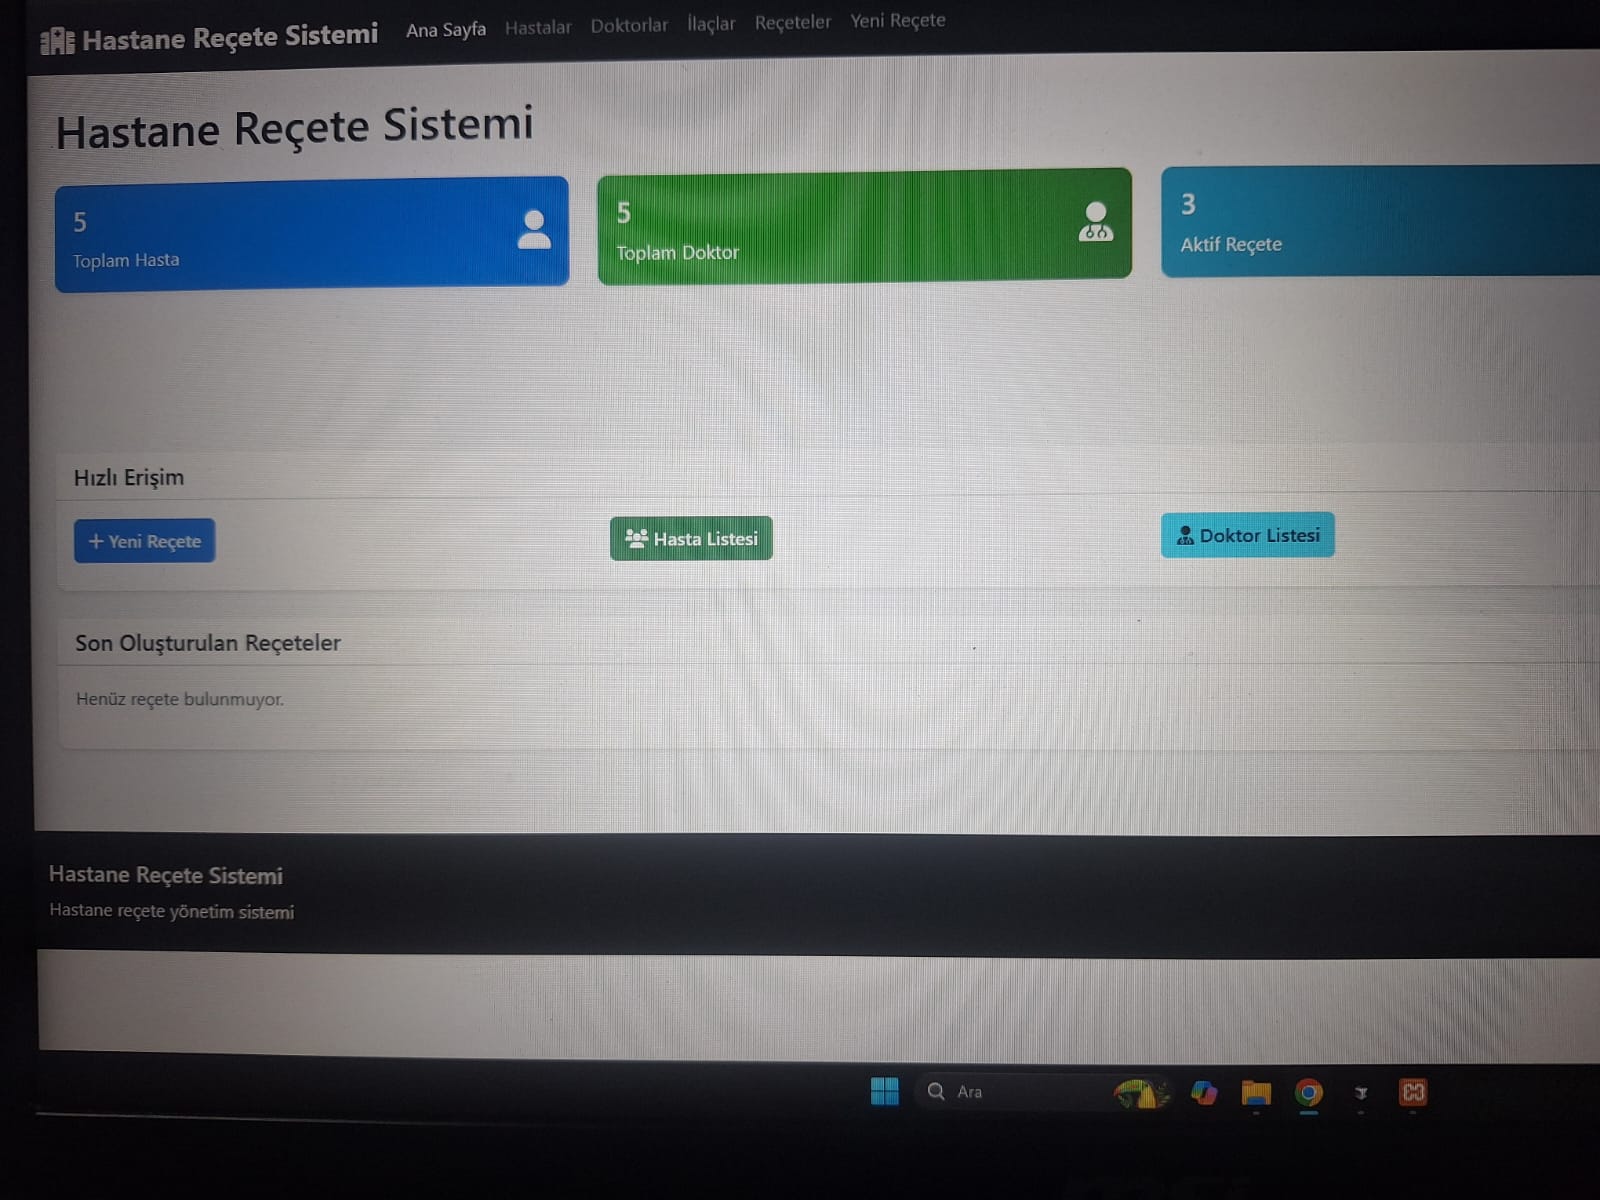 Hastane Reçete Sistemi Ana Sayfa Hastalar Doktorlar İlaçlar Reçeteler Yeni Reçete
Hastane Reçete Sistemi
5
Toplam Hasta
5
Toplam Doktor
3
Aktif Reçete
Hızlı Erişim
+ Yeni Reçete
Hasta Listesi
Doktor Listesi
Son Oluşturulan Reçeteler
Henüz reçete bulunmuyor.
Hastane Reçete Sistemi
Hastane reçete yönetim sistemi
Ara